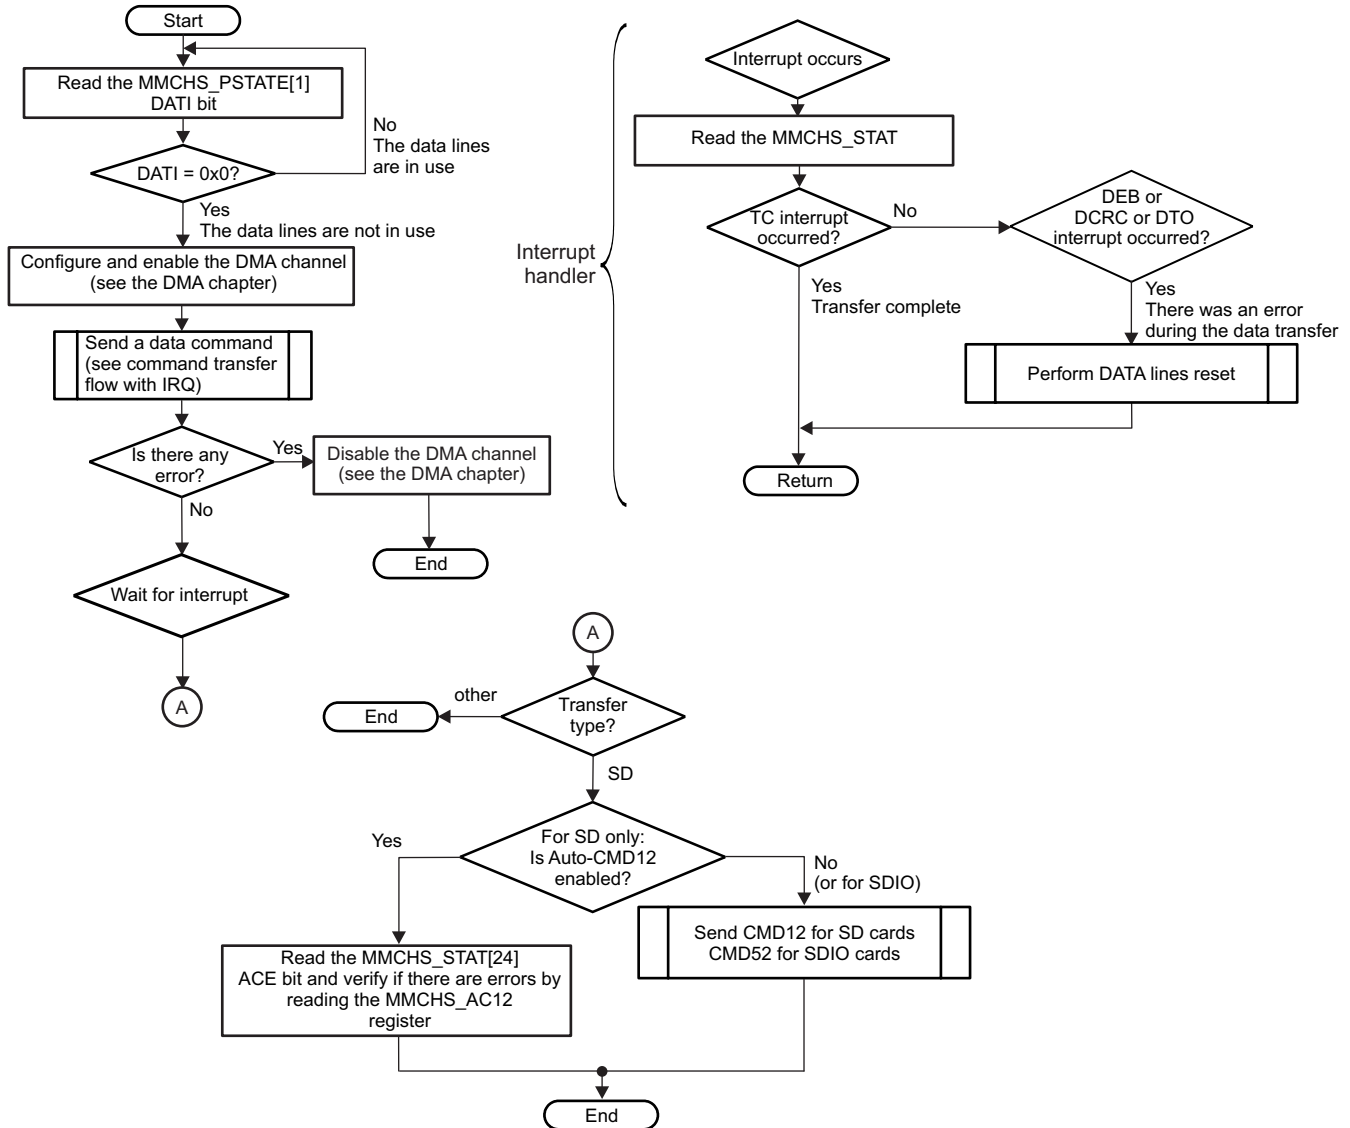 Start
Read the MMCHS_PSTATE[1]
DATI bit
No
The data lines
are in use
DATI = 0x0?
Yes
The data lines are not in use
Configure and enable the DMA channel
(see the DMA chapter)
Send a data command
(see command transfer
flow with IRQ)
Is there any
error?
Yes
Disable the DMA channel
(see the DMA chapter)
No
End
Wait for interrupt
A
Interrupt
handler
Interrupt occurs
Read the MMCHS_STAT
TC interrupt
occurred?
No
DEB or
DCRC or DTO
interrupt occurred?
Yes
Transfer complete
Yes
There was an error
during the data transfer
Perform DATA lines reset
Return
A
Transfer
type?
other
End
SD
For SD only:
Is Auto-CMD12
enabled?
Yes
No
(or for SDIO)
Read the MMCHS_STAT[24]
ACE bit and verify if there are errors by
reading the MMCHS_AC12
register
Send CMD12 for SD cards
CMD52 for SDIO cards
End